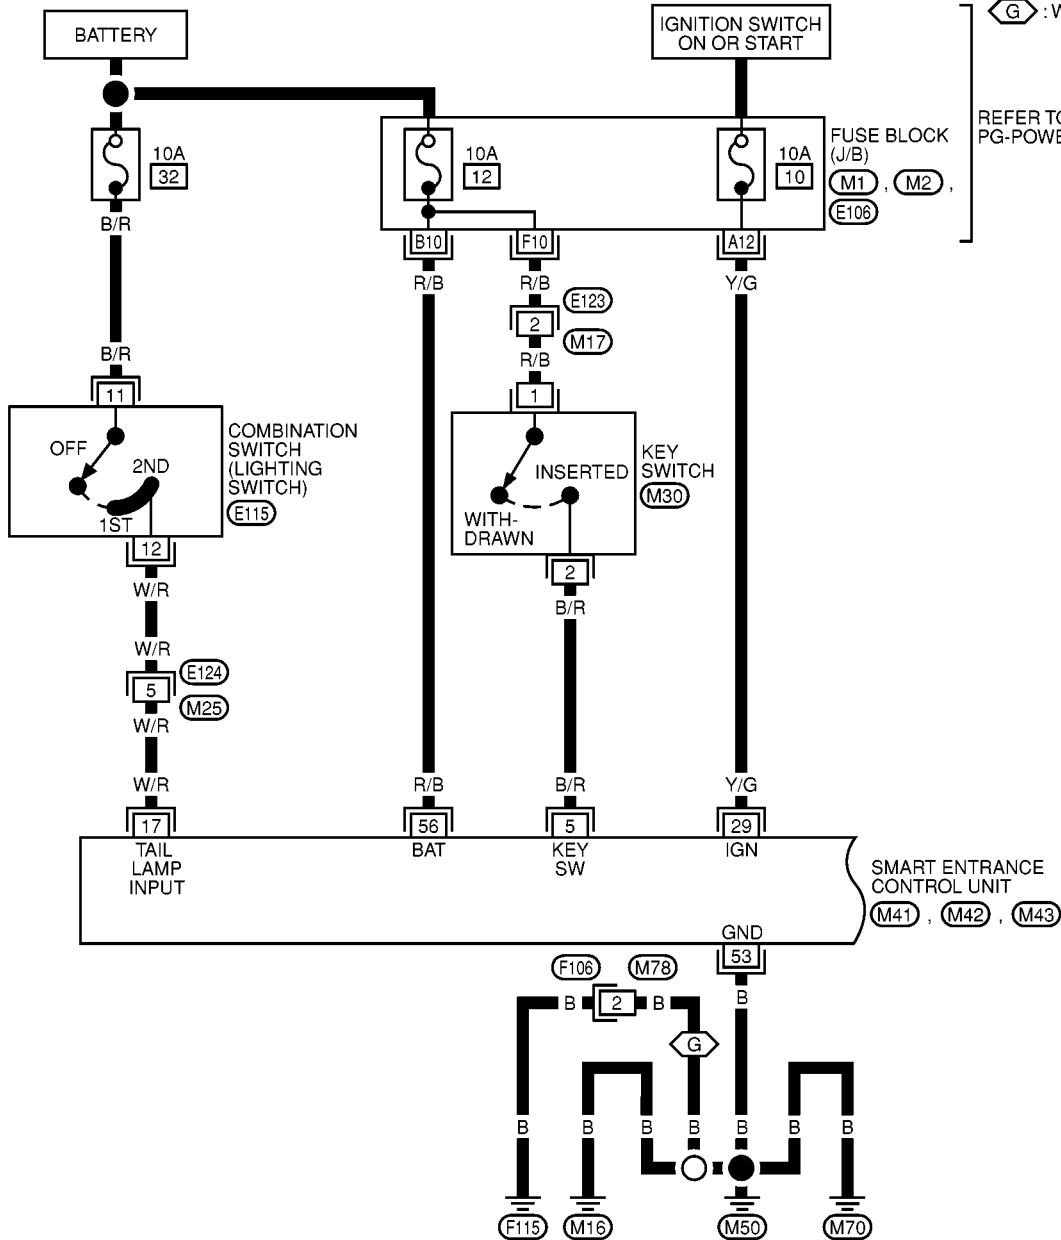 BATTERY
IGNITION SWITCH
ON OR START
G : W
REFER TO
PG-POWE
10A
32
10A
12
10A
10
FUSE BLOCK
(J/B)
M1 , M2 ,
E106
B/R
B10
F10
A12
R/B
R/B
Y/G
E123
2
M17
R/B
B/R
11
1
OFF
2ND
1ST
COMBINATION
SWITCH
(LIGHTING
SWITCH)
E115
INSERTED
WITH-
DRAWN
KEY
SWITCH
M30
12
2
W/R
B/R
W/R
E124
5
M25
W/R
W/R
R/B
B/R
Y/G
17
56
5
29
TAIL
LAMP
INPUT
BAT
KEY
SW
IGN
SMART ENTRANCE
CONTROL UNIT
M41 , M42 , M43
GND
53
F106
M78
B
2
B
B
G
B
B
B
B
B
B
F115
M16
M50
M70